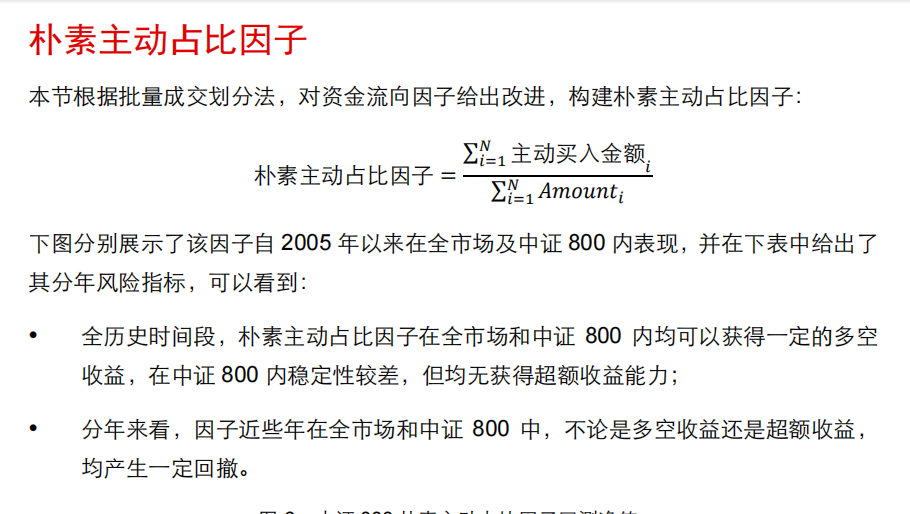 朴素主动占比因子
本节根据批量成交划分法，对资金流向因子给出改进，构建朴素主动占比因子：
朴素主动占比因子 = \frac{\sum_{i=1}^{N} 主动买入金额_i}{\sum_{i=1}^{N} Amount_i}
下图分别展示了该因子自 2005 年以来在全市场及中证 800 内表现，并在下表中给出了
其分年风险指标，可以看到：
• 全历史时间段，朴素主动占比因子在全市场和中证 800 内均可以获得一定的多空
收益，在中证 800 内稳定性较差，但均无获得超额收益能力；
• 分年来看，因子近些年在全市场和中证 800 中，不论是多空收益还是超额收益，
均产生一定回撤。